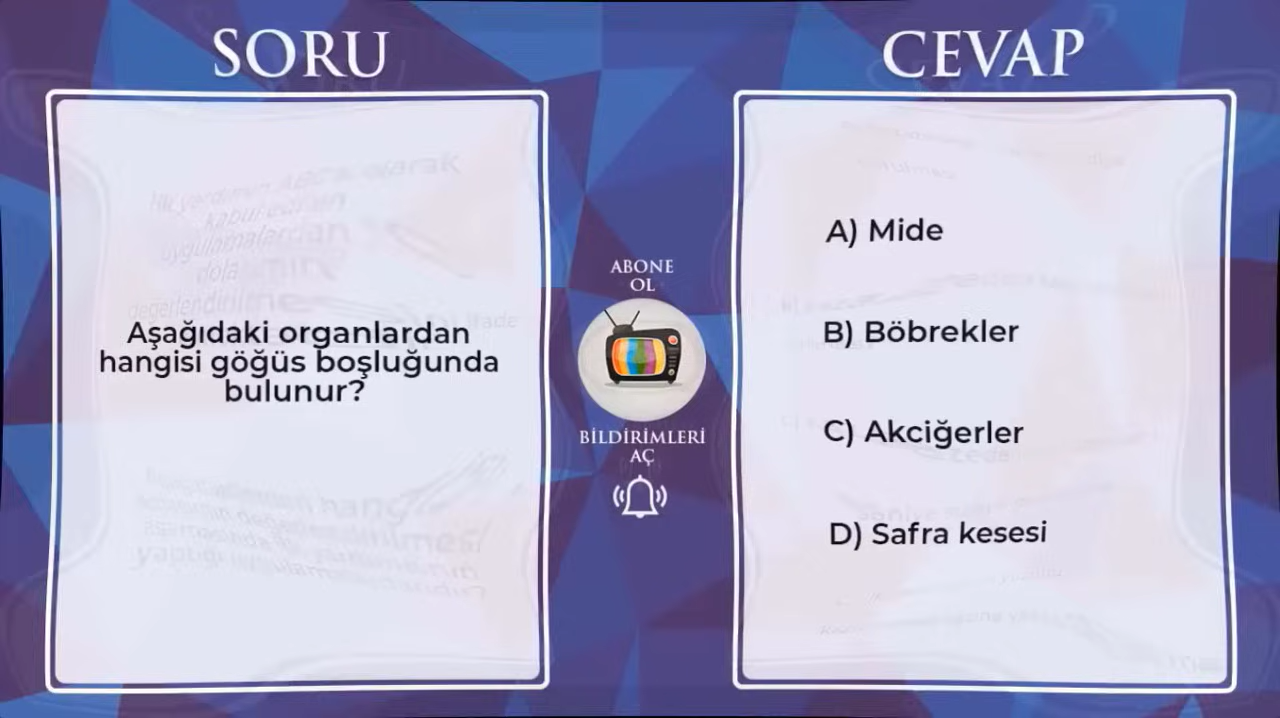 SORU
Aşağıdaki organlardan
hangisi göğüs boşluğunda
bulunur?
ABONE
OL
BİLDİRİMLERİ
AÇ
CEVAP
A) Mide
B) Böbrekler
C) Akciğerler
D) Safra kesesi